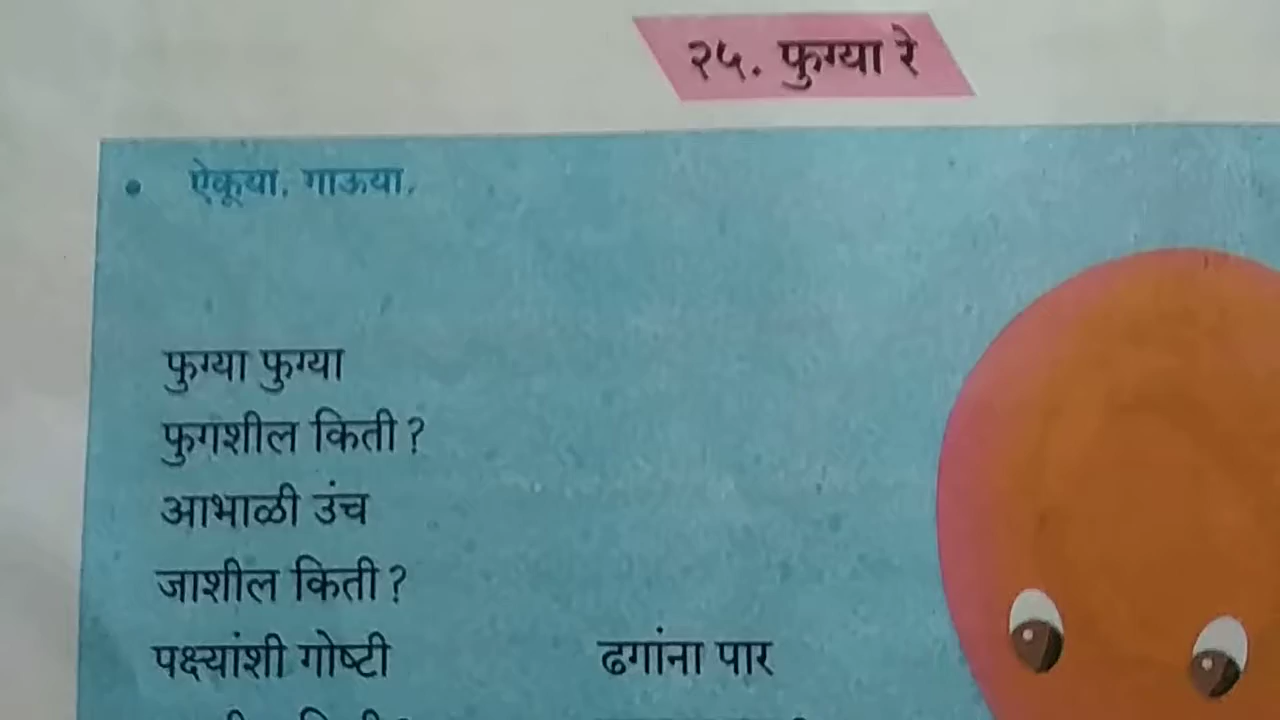 २५. फुग्या रे
• ऐकूया. गाऊया.
फुग्या फुग्या
फुगशील किती ?
आभाळी उंच
जाशील किती ?
पक्ष्यांशी गोष्टी
ढगांना पार